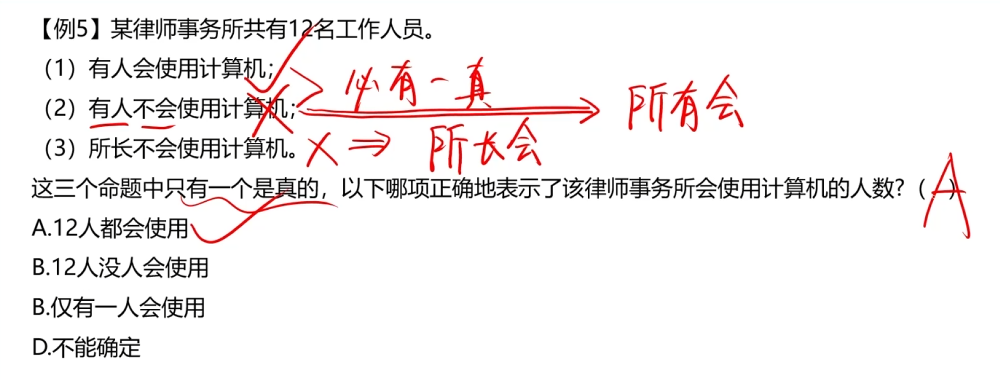 【例5】某律师事务所共有12名工作人员。
（1）有人会使用计算机；
必有一真
（2）有人不会使用计算机；
所有会
（3）所长不会使用计算机。
所长会
这三个命题中只有一个是真的，以下哪项正确地表示了该律师事务所会使用计算机的人数?（ A ）
A.12人都会使用
B.12人没人会使用
B.仅有一人会使用
D.不能确定